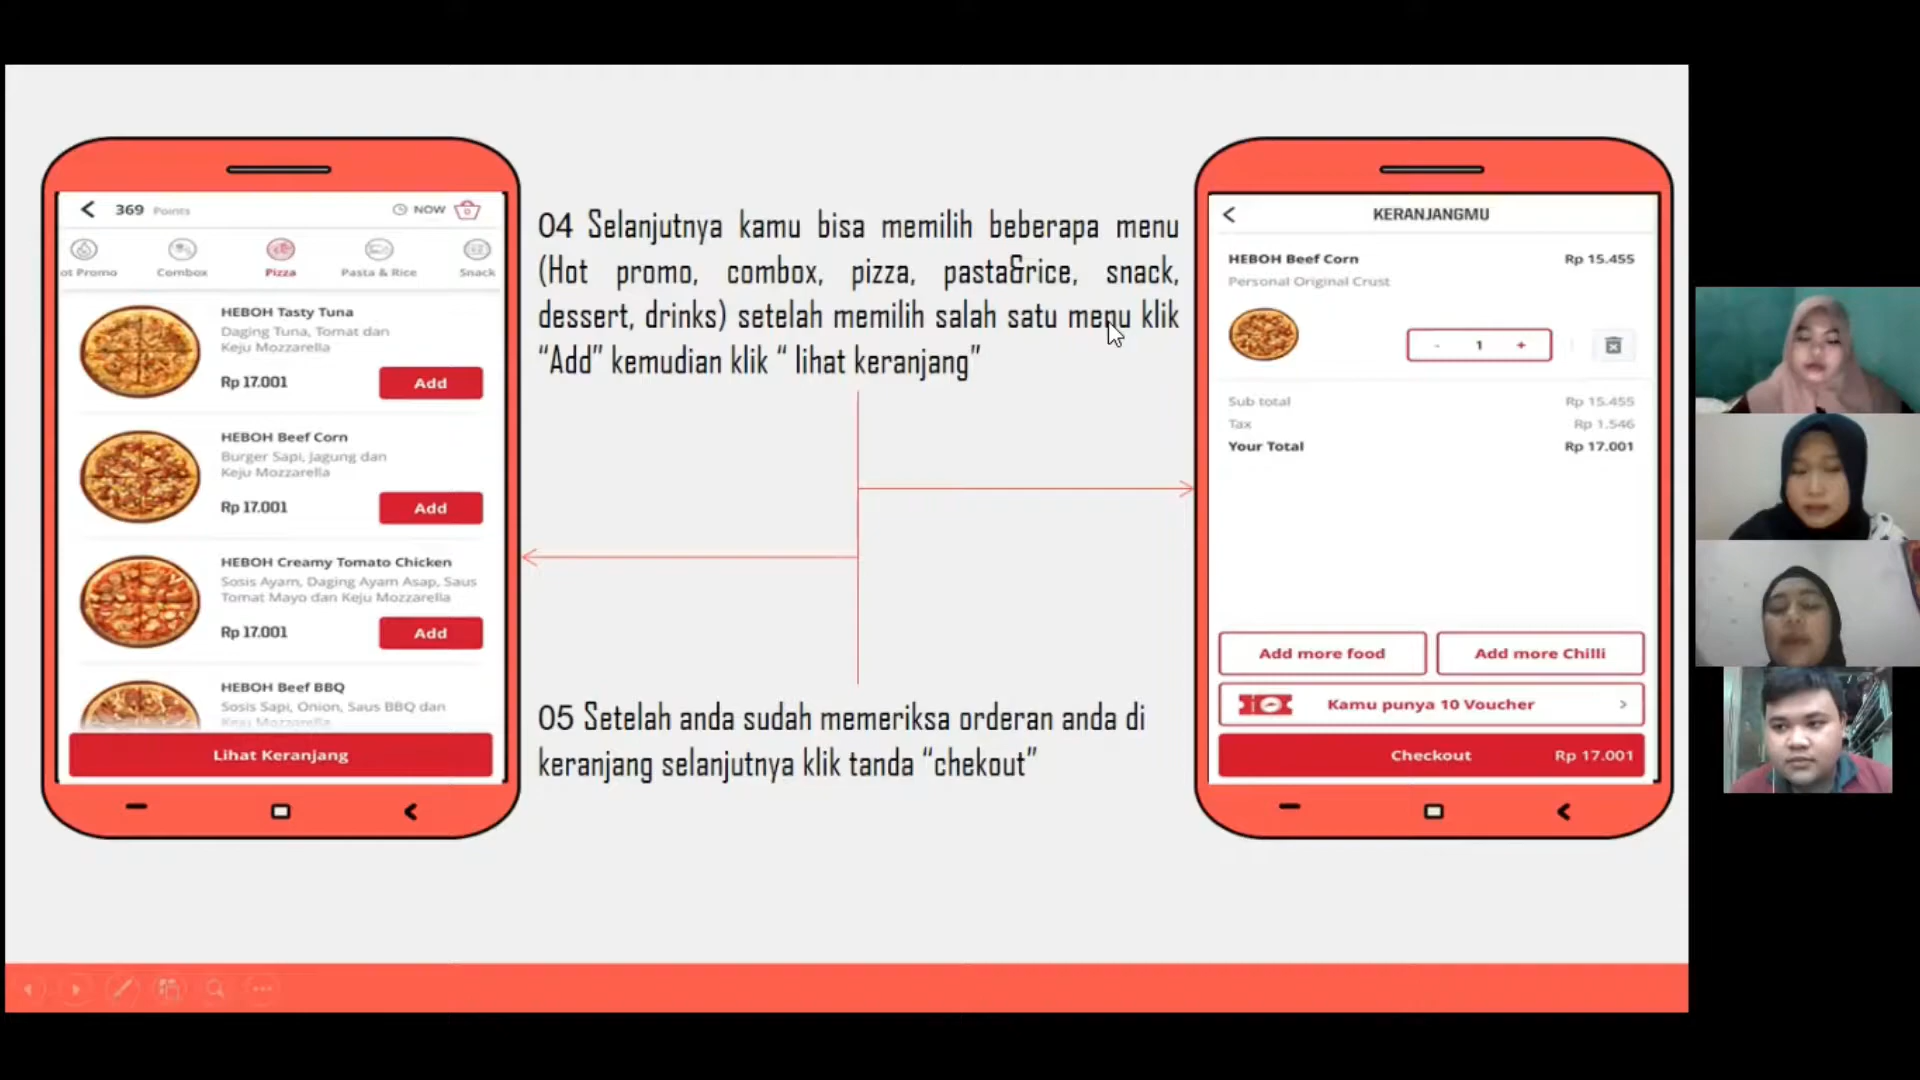 369 Points
NOW
0
ot Promo
Combox
Pizza
Pasta & Rice
Snack
HEBOH Tasty Tuna
Daging Tuna, Tomat dan
Keju Mozzarella
Rp 17.001
Add
HEBOH Beef Corn
Burger Sapi, Jagung dan
Keju Mozzarella
Rp 17.001
Add
HEBOH Creamy Tomato Chicken
Sosis Ayam, Daging Ayam Asap, Saus
Tomat Mayo dan Keju Mozzarella
Rp 17.001
Add
HEBOH Beef BBQ
Sosis Sapi, Onion, Saus BBQ dan
Keju Mozzarella
Lihat Keranjang
04 Selanjutnya kamu bisa memilih beberapa menu
(Hot promo, combox, pizza, pasta&rice, snack,
dessert, drinks) setelah memilih salah satu menu klik
“Add” kemudian klik “ lihat keranjang”
05 Setelah anda sudah memeriksa orderan anda di
keranjang selanjutnya klik tanda “chekout”
KERANJANGMU
HEBOH Beef Corn Rp 15.455
Personal Original Crust
- 1 +
Sub total Rp 15.455
Tax Rp 1.546
Your Total Rp 17.001
Add more food
Add more Chilli
Kamu punya 10 Voucher
Checkout Rp 17.001